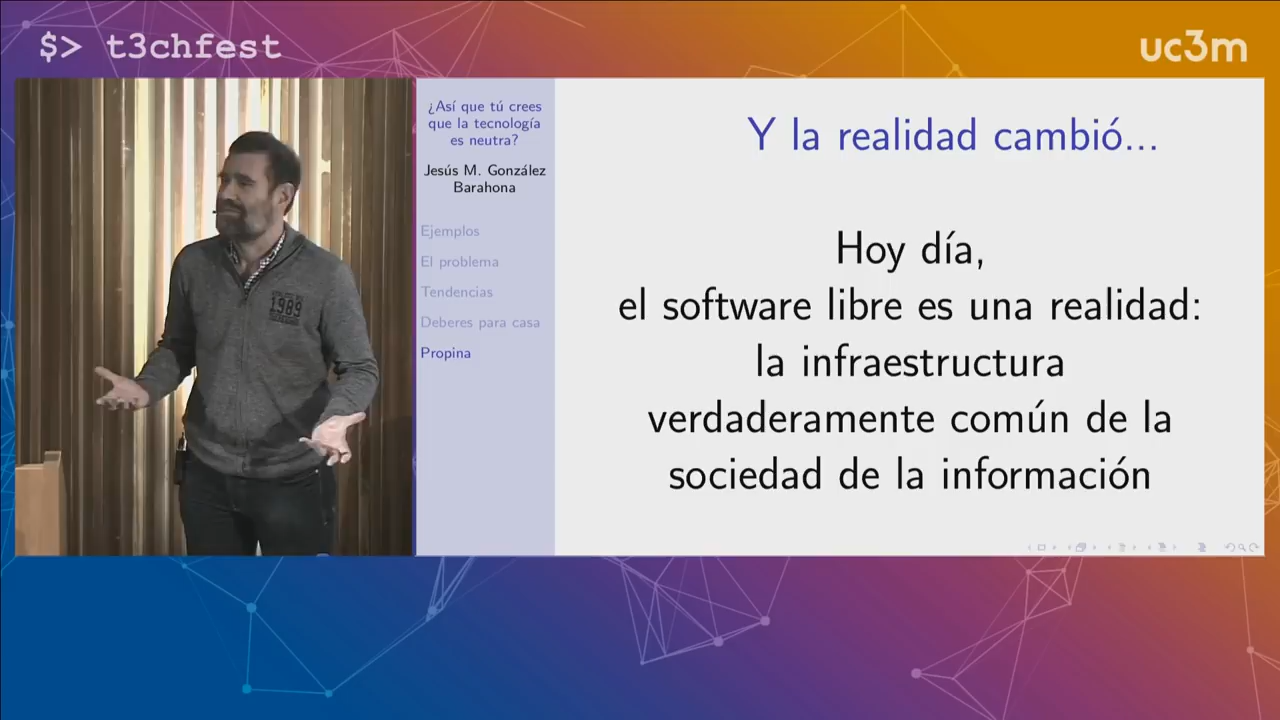 $> t3chfest
uc3m
¿Así que tú crees
que la tecnología
es neutra?
Jesús M. González
Barahona
Ejemplos
El problema
Tendencias
Deberes para casa
Propina
Y la realidad cambió...
Hoy día,
el software libre es una realidad:
la infraestructura
verdaderamente común de la
sociedad de la información
1989